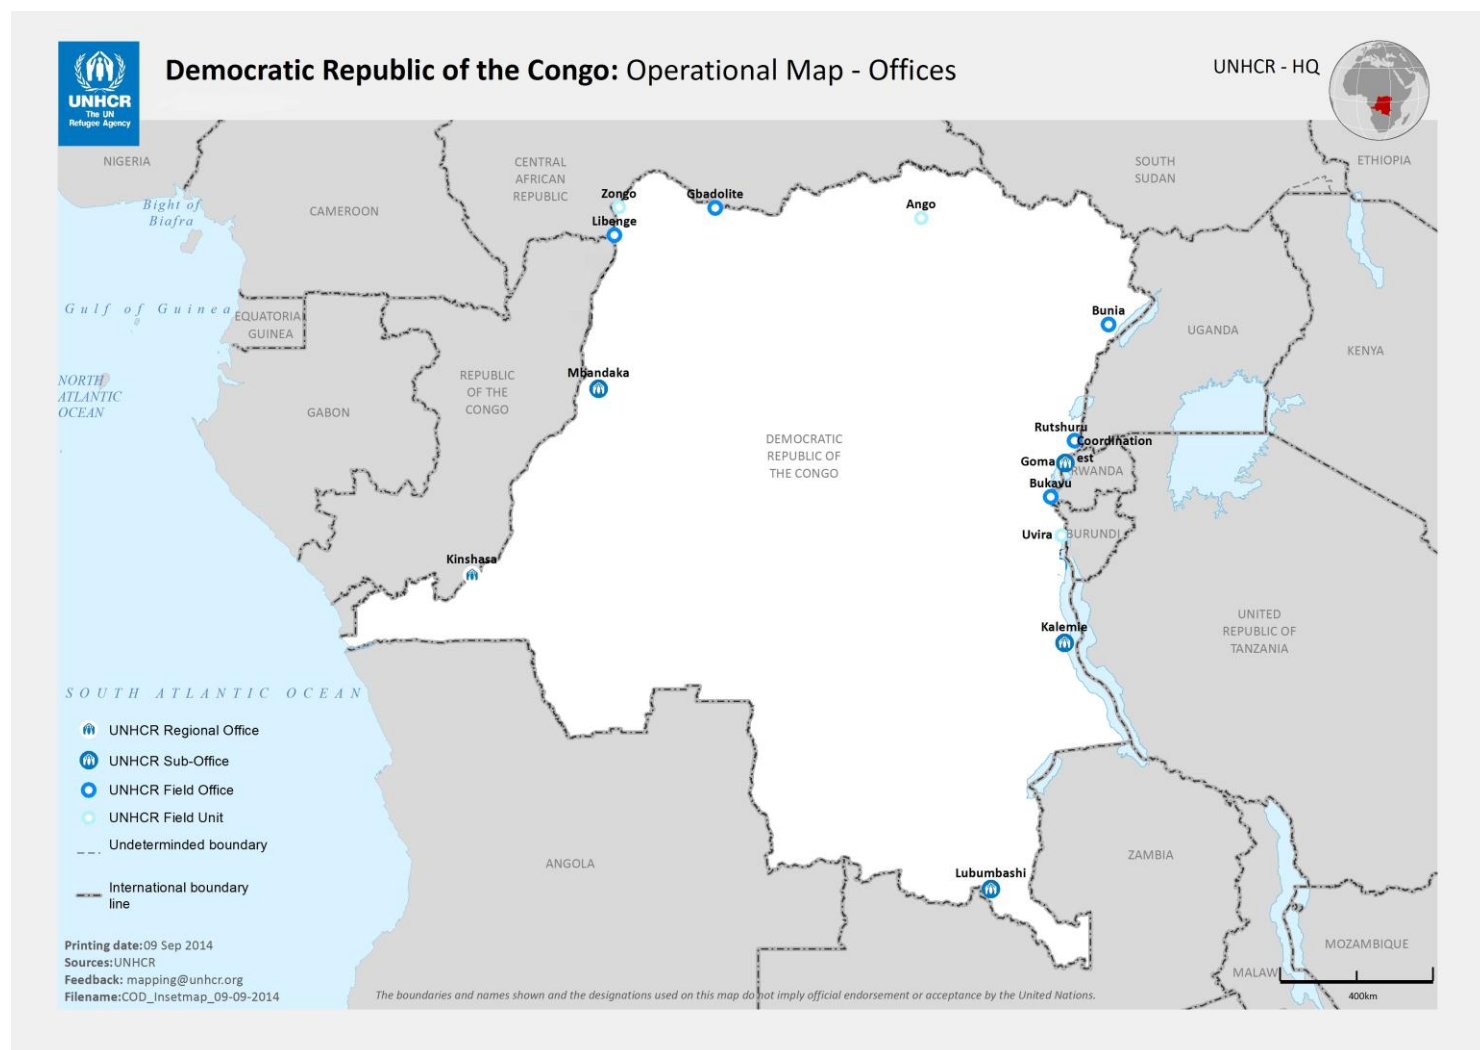 UNHCR
The UN
Refugee Agency
Democratic Republic of the Congo: Operational Map - Offices
UNHCR - HQ
NIGERIA
Bight of
Biafra
CAMEROON
CENTRAL
AFRICAN
REPUBLIC
SOUTH
SUDAN
ETHIOPIA
Zongo
Gbadolite
Ango
Libenge
Gulf of Guinea
EQUATORIA
GUINEA
Bunia
UGANDA
KENYA
NORTH
ATLANTIC
OCEAN
GABON
REPUBLIC
OF THE
CONGO
Mbandaka
DEMOCRATIC
REPUBLIC OF
THE CONGO
Rutshuru
Coordination
est
Goma
RWANDA
Bukavu
Uvira
BURUNDI
Kinshasa
Kalemie
UNITED
REPUBLIC OF
TANZANIA
SOUTH ATLANTIC OCEAN
UNHCR Regional Office
UNHCR Sub-Office
UNHCR Field Office
UNHCR Field Unit
Undeterminded boundary
International boundary
line
ANGOLA
Lubumbashi
ZAMBIA
MOZAMBIQUE
MALAW
400km
Printing date:09 Sep 2014
Sources:UNHCR
Feedback: mapping@unhcr.org
Filename:COD_Insetmap_09-09-2014
The boundaries and names shown and the designations used on this map do not imply official endorsement or acceptance by the United Nations.